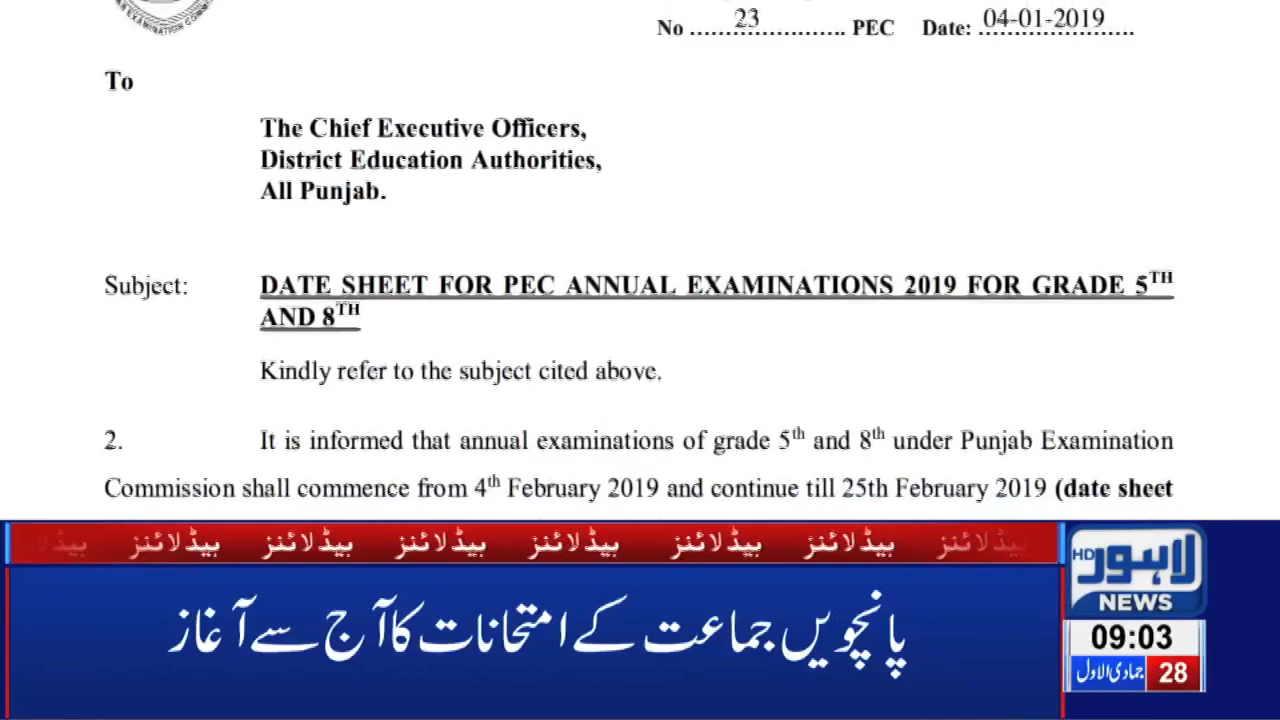 EXAMINATION COMM
No ..................... PEC Date: .....................
23 04-01-2019
To
The Chief Executive Officers,
District Education Authorities,
All Punjab.
Subject: DATE SHEET FOR PEC ANNUAL EXAMINATIONS 2019 FOR GRADE 5TH
AND 8TH
Kindly refer to the subject cited above.
2. It is informed that annual examinations of grade 5th and 8th under Punjab Examination
Commission shall commence from 4th February 2019 and continue till 25th February 2019 (date sheet
ہیڈلائنز ہیڈلائنز ہیڈلائنز ہیڈلائنز ہیڈلائنز ہیڈلائنز ہیڈلائنز ہیڈلائنز
پانچویں جماعت کے امتحانات کا آج سے آغاز
لاہور HD
NEWS
09:03
جمادی الاول 28